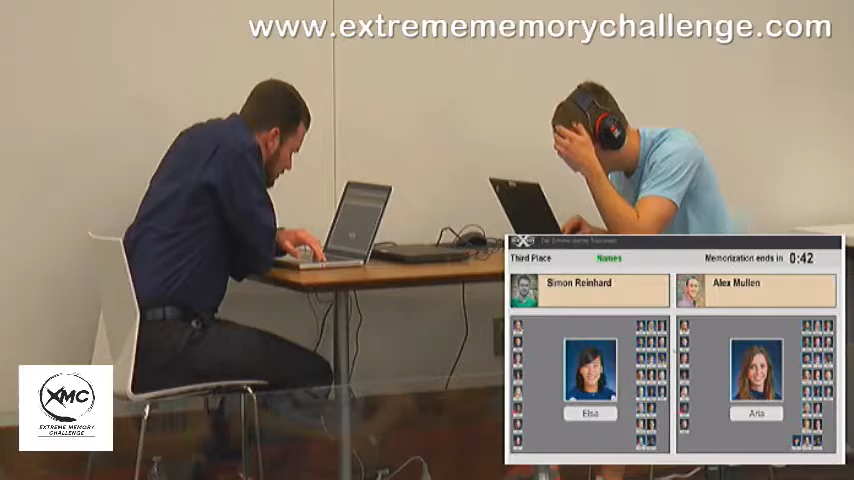 www.extremememorychallenge.com
Third Place
Names
Memorization ends in 0:42
Simon Reinhard
Alex Mullen
Elsa
Aria
XMC
EXTREME MEMORY
CHALLENGE